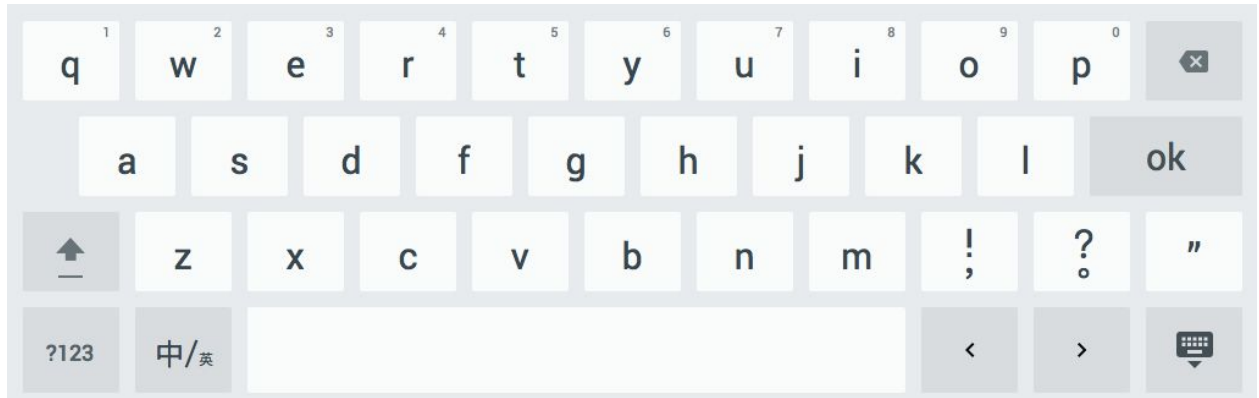 q 1 w 2 e 3 r 4 t 5 y 6 u 7 i 8 o 9 p 0
a s d f g h j k l ok
z x c v b n m ! , ? 。 "
?123 中/英 < >